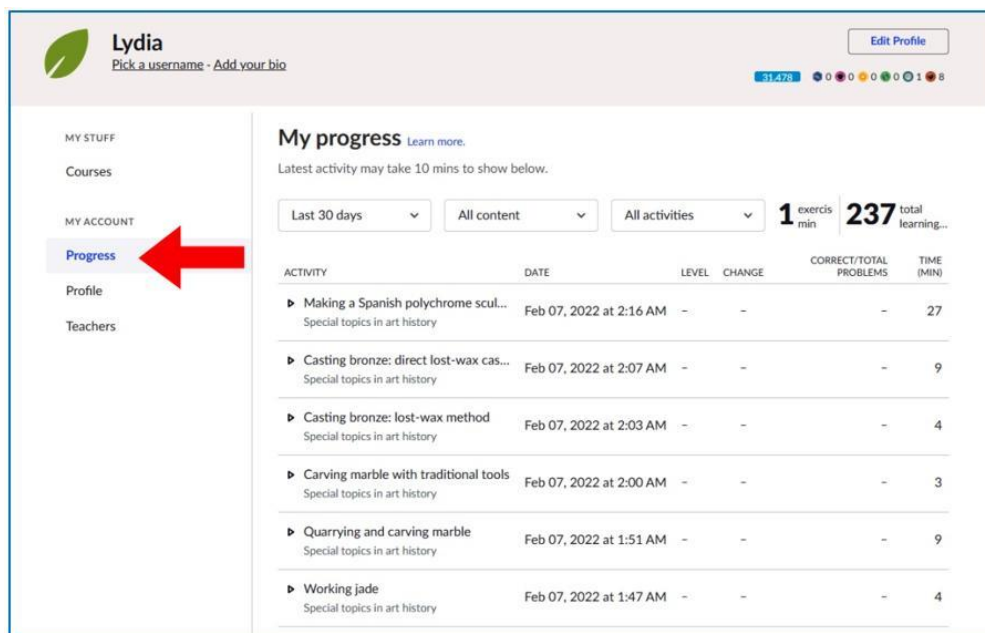 Lydia
Pick a username - Add your bio
Edit Profile
31,478 0 0 0 0 1 8
MY STUFF
Courses
MY ACCOUNT
Progress
Profile
Teachers
My progress Learn more.
Latest activity may take 10 mins to show below.
Last 30 days All content All activities
1 exercis min 237 total learning...
ACTIVITY DATE LEVEL CHANGE CORRECT/TOTAL PROBLEMS TIME (MIN)
Making a Spanish polychrome scul... Feb 07, 2022 at 2:16 AM – – – 27
Special topics in art history
Casting bronze: direct lost-wax cas... Feb 07, 2022 at 2:07 AM – – – 9
Special topics in art history
Casting bronze: lost-wax method Feb 07, 2022 at 2:03 AM – – – 4
Special topics in art history
Carving marble with traditional tools Feb 07, 2022 at 2:00 AM – – – 3
Special topics in art history
Quarrying and carving marble Feb 07, 2022 at 1:51 AM – – – 9
Special topics in art history
Working jade Feb 07, 2022 at 1:47 AM – – – 4
Special topics in art history